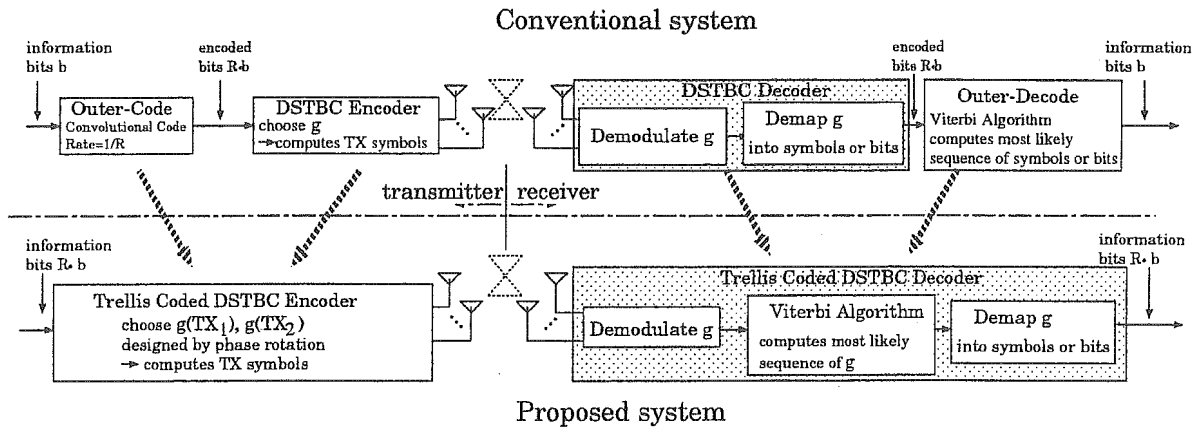 Conventional system
information
bits b
encoded
bits R·b
Outer-Code
Convolutional Code
Rate=1/R
DSTBC Encoder
choose g
→computes TX symbols
DSTBC Decoder
Demodulate g
Demap g
into symbols or bits
encoded
bits R·b
Outer-Decode
Viterbi Algorithm
computes most likely
sequence of symbols or bits
information
bits b
transmitter receiver
information
bits R· b
Trellis Coded DSTBC Encoder
choose g(TX1), g(TX2)
designed by phase rotation
→ computes TX symbols
Trellis Coded DSTBC Decoder
Demodulate g
Viterbi Algorithm
computes most likely
sequence of g
Demap g
into symbols or bits
information
bits R· b
Proposed system